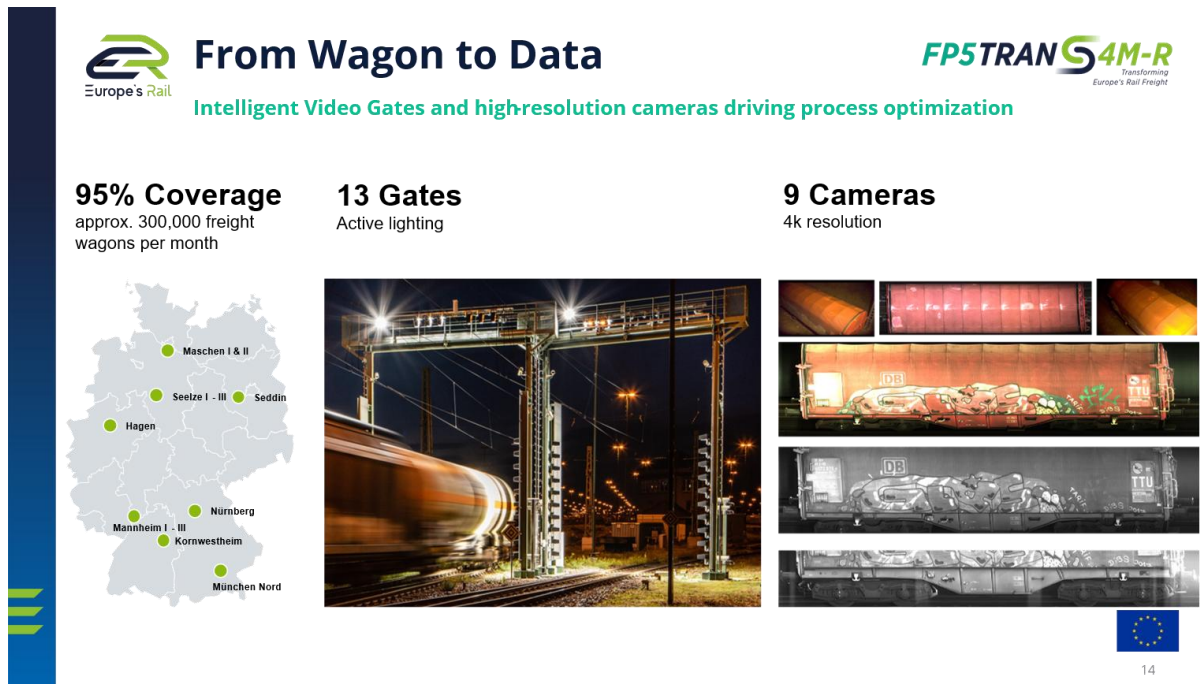 From Wagon to Data
Europe's Rail
FP5TRANS4M-R
Transforming
Europe's Rail Freight
Intelligent Video Gates and high-resolution cameras driving process optimization
95% Coverage
approx. 300,000 freight
wagons per month
13 Gates
Active lighting
9 Cameras
4k resolution
Maschen I & II
Seelze I - III
Seddin
Hagen
Nürnberg
Mannheim I - III
Kornwestheim
München Nord
DB
TTU
DB
TTU
14